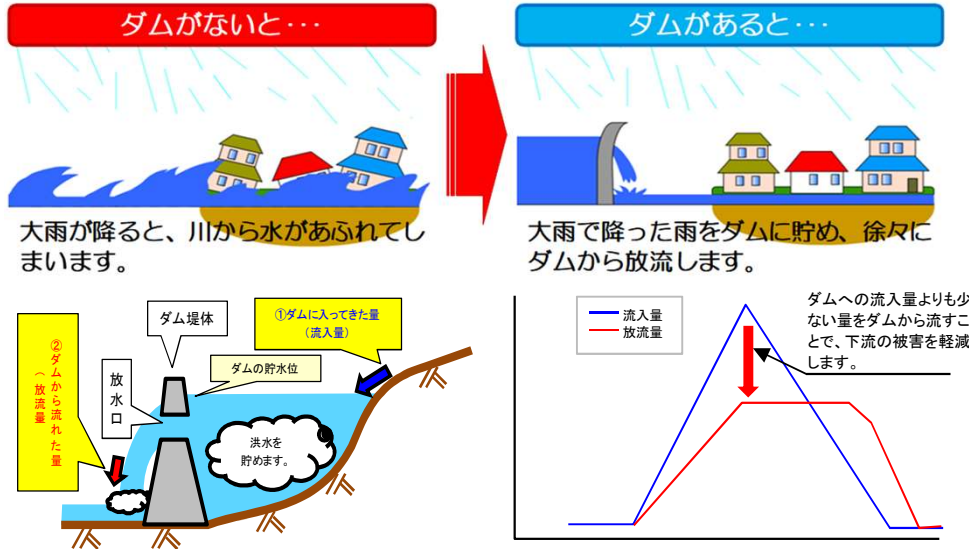 ダムがないと･･･
ダムがあると･･･
大雨が降ると、川から水があふれてし
まいます。
大雨で降った雨をダムに貯め、徐々に
ダムから放流します。
②ダムから流れた量
（放流量
放水口
ダム堤体
ダムの貯水位
①ダムに入ってきた量
（流入量）
洪水を
貯めます。
流入量
放流量
ダムへの流入量よりも少
ない量をダムから流すこ
とで、下流の被害を軽減
します。